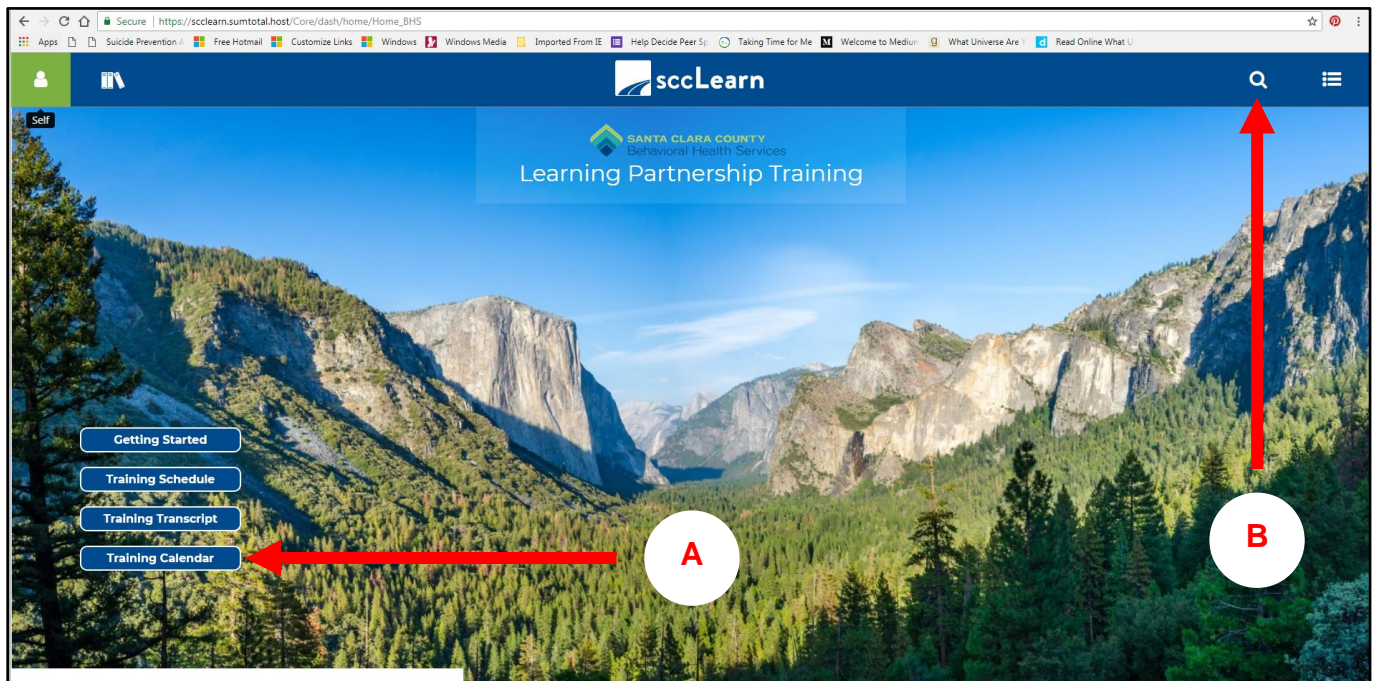 Secure | https://scclearn.sumtotal.host/Core/dash/home/Home_BHS
Apps Suicide Prevention Free Hotmail Customize Links Windows Windows Media Imported From IE Help Decide Peer Sp Taking Time for Me M Welcome to Medium g What Universe Are Y d Read Online What U
sccLearn
Self
SANTA CLARA COUNTY
Behavioral Health Services
Learning Partnership Training
Getting Started
Training Schedule
Training Transcript
Training Calendar
A
B